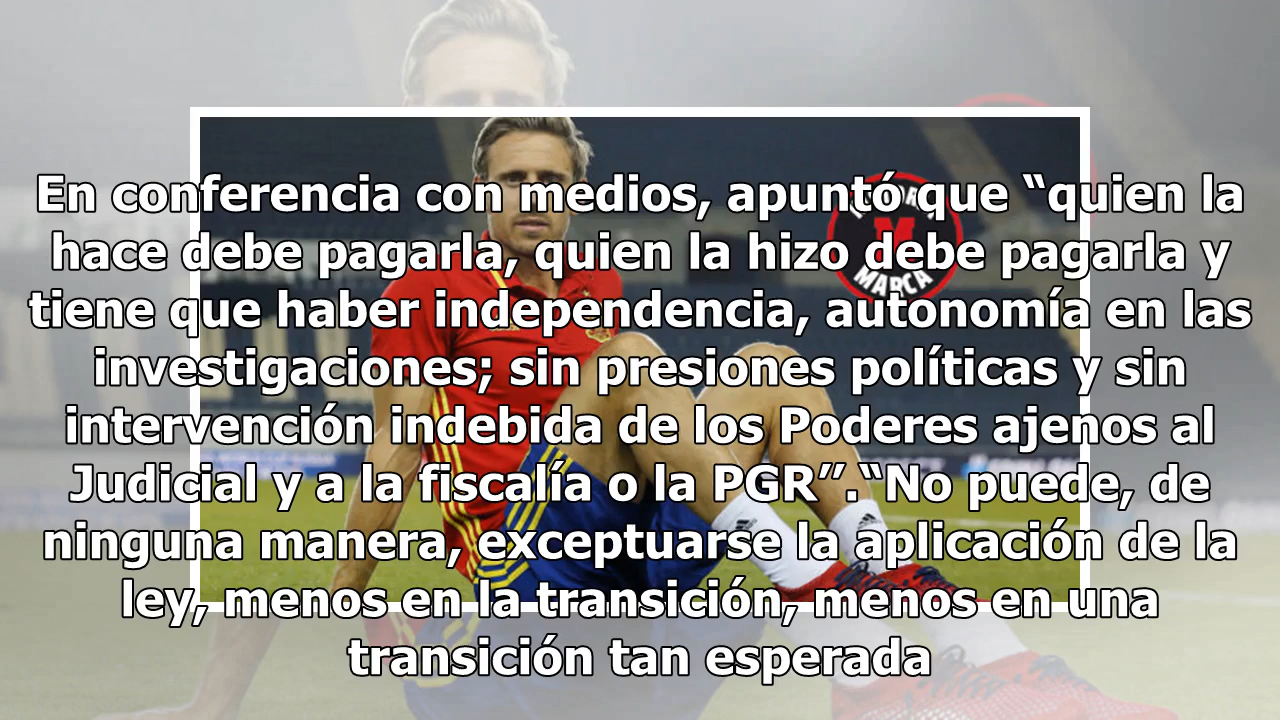 En conferencia con medios, apuntó que “quien la
hace debe pagarla, quien la hizo debe pagarla y
tiene que haber independencia, autonomía en las
investigaciones; sin presiones políticas y sin
intervención indebida de los Poderes ajenos al
Judicial y a la fiscalía o la PGR”.“No puede, de
ninguna manera, exceptuarse la aplicación de la
ley, menos en la transición, menos en una
transición tan esperada
MARCA